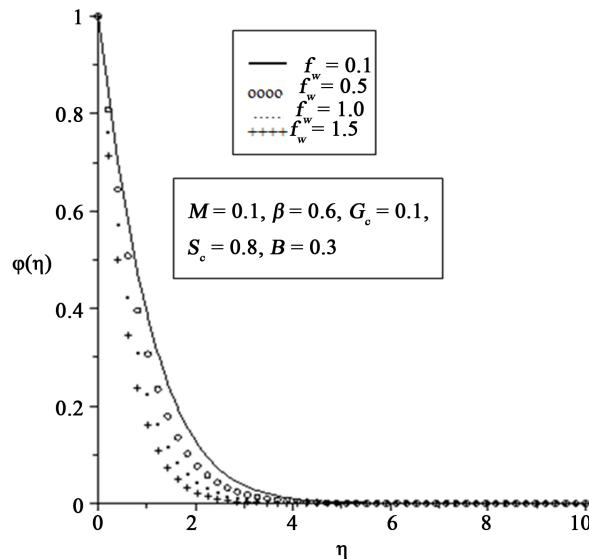 1
0.8
0.6
0.4
0.2
0
φ(η)
f_w = 0.1
oooo f_w = 0.5
..... f_w = 1.0
++++ f_w = 1.5
M = 0.1, β = 0.6, G_c = 0.1,
S_c = 0.8, B = 0.3
0 2 4 6 8 10
η